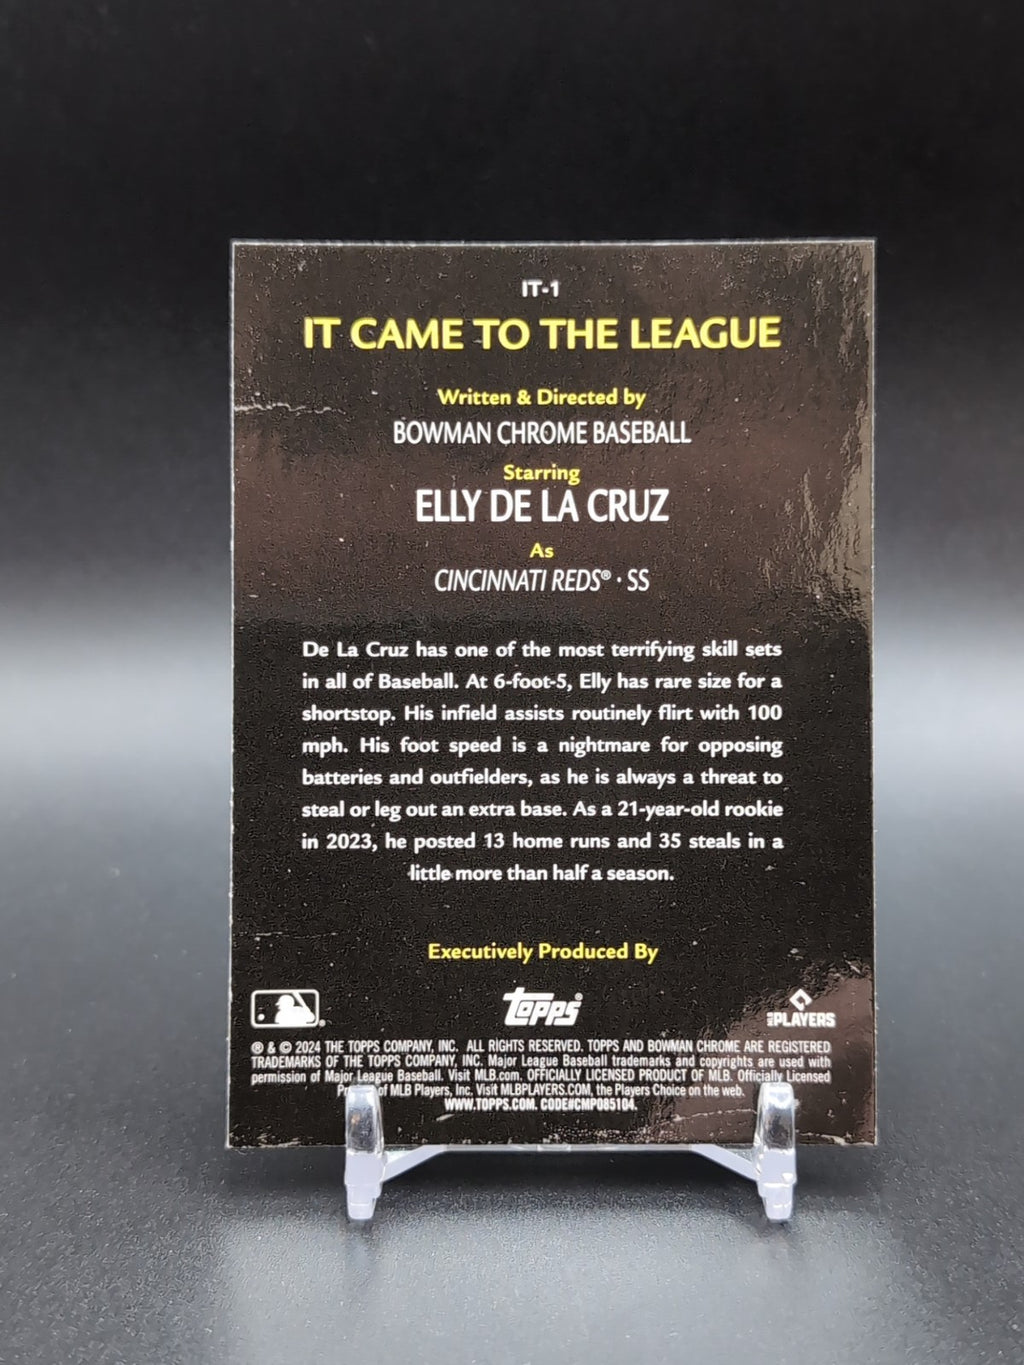 IT-1
IT CAME TO THE LEAGUE
Written & Directed by
BOWMAN CHROME BASEBALL
Starring
ELLY DE LA CRUZ
As
CINCINNATI REDS® · SS
De La Cruz has one of the most terrifying skill sets
in all of Baseball. At 6-foot-5, Elly has rare size for a
shortstop. His infield assists routinely flirt with 100
mph. His foot speed is a nightmare for opposing
batteries and outfielders, as he is always a threat to
steal or leg out an extra base. As a 21-year-old rookie
in 2023, he posted 13 home runs and 35 steals in a
little more than half a season.
Executively Produced By
topps®
PLAYERS
® & © 2024 THE TOPPS COMPANY, INC. ALL RIGHTS RESERVED. TOPPS AND BOWMAN CHROME ARE REGISTERED
TRADEMARKS OF THE TOPPS COMPANY, INC. Major League Baseball trademarks and copyrights are used with
permission of Major League Baseball. Visit MLB.com. OFFICIALLY LICENSED PRODUCT OF MLB. Officially Licensed
of MLB Players, Inc. Visit MLBPLAYERS.COM, the Players Choice on the web.
WWW.TOPPS.COM. CODE#CMP085104.